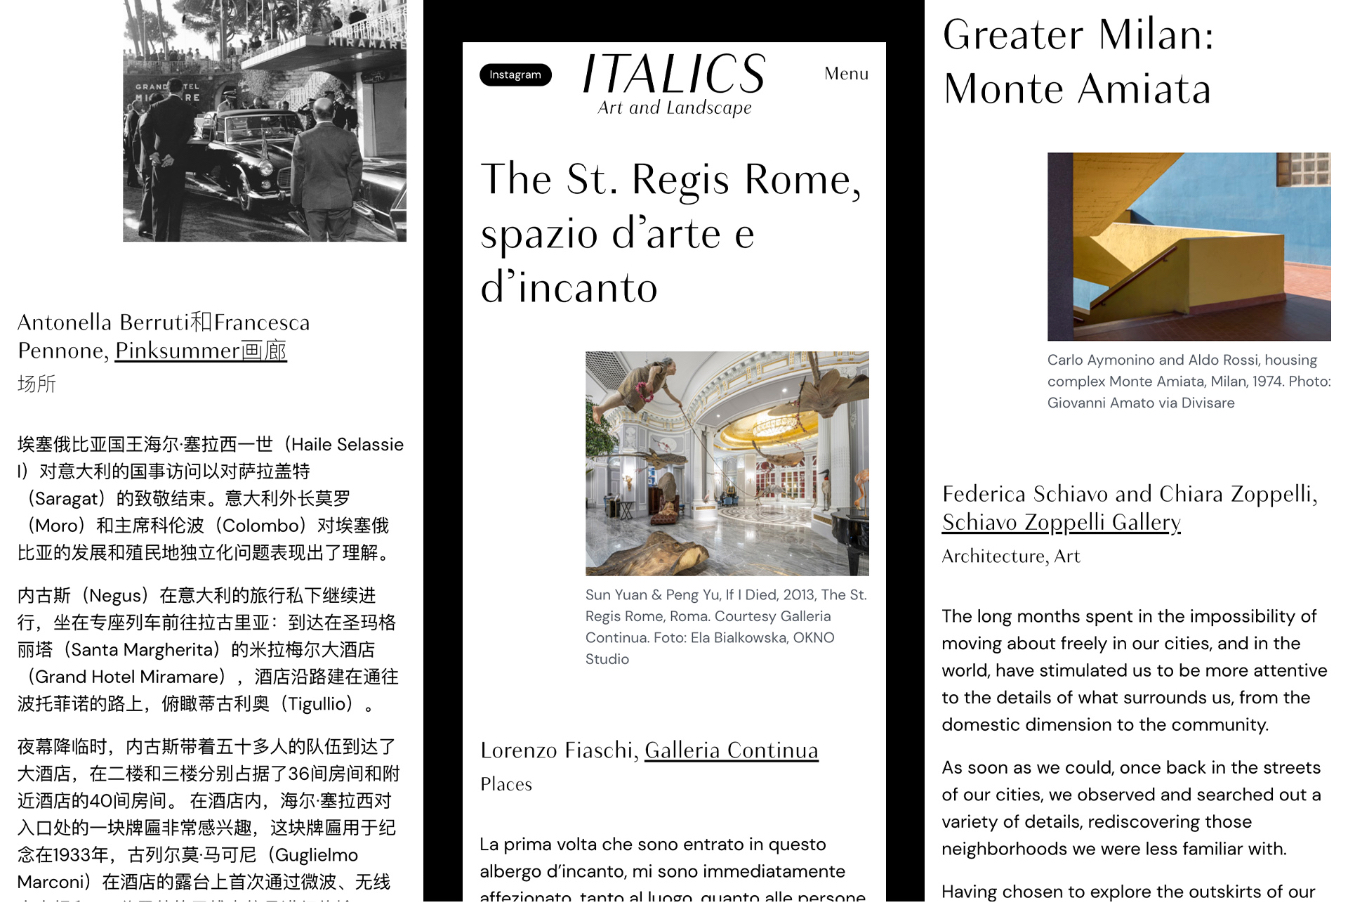 MIRAMARE
GRAND HOTEL
Antonella Berruti和Francesca
Pennone, Pinksummer画廊
场所
埃塞俄比亚国王海尔·塞拉西一世（Haile Selassie
I）对意大利的国事访问以对萨拉盖特
（Saragat）的致敬结束。意大利外长莫罗
（Moro）和主席科伦波（Colombo）对埃塞俄
比亚的发展和殖民地独立化问题表现出了理解。
内古斯（Negus）在意大利的旅行私下继续进
行，坐在专座列车前往拉古里亚：到达在圣玛格
丽塔（Santa Margherita）的米拉梅尔大酒店
（Grand Hotel Miramare），酒店沿路建在通往
波托菲诺的路上，俯瞰蒂古利奥（Tigullio）。
夜幕降临时，内古斯带着五十多人的队伍到达了
大酒店，在二楼和三楼分别占据了36间房间和附
近酒店的40间房间。 在酒店内，海尔·塞拉西对
入口处的一块牌匾非常感兴趣，这块牌匾用于纪
念在1933年，古列尔莫·马可尼（Guglielmo
Marconi）在酒店的露台上首次通过微波、无线
Instagram
ITALICS
Art and Landscape
Menu
The St. Regis Rome,
spazio d’arte e
d’incanto
Sun Yuan & Peng Yu, If I Died, 2013, The St.
Regis Rome, Roma. Courtesy Galleria
Continua. Foto: Ela Bialkowska, OKNO
Studio
Lorenzo Fiaschi, Galleria Continua
Places
La prima volta che sono entrato in questo
albergo d’incanto, mi sono immediatamente
affezionato, tanto al luogo, quanto alle persone
Greater Milan:
Monte Amiata
Carlo Aymonino and Aldo Rossi, housing
complex Monte Amiata, Milan, 1974. Photo:
Giovanni Amato via Divisare
Federica Schiavo and Chiara Zoppelli,
Schiavo Zoppelli Gallery
Architecture, Art
The long months spent in the impossibility of
moving about freely in our cities, and in the
world, have stimulated us to be more attentive
to the details of what surrounds us, from the
domestic dimension to the community.
As soon as we could, once back in the streets
of our cities, we observed and searched out a
variety of details, rediscovering those
neighborhoods we were less familiar with.
Having chosen to explore the outskirts of our